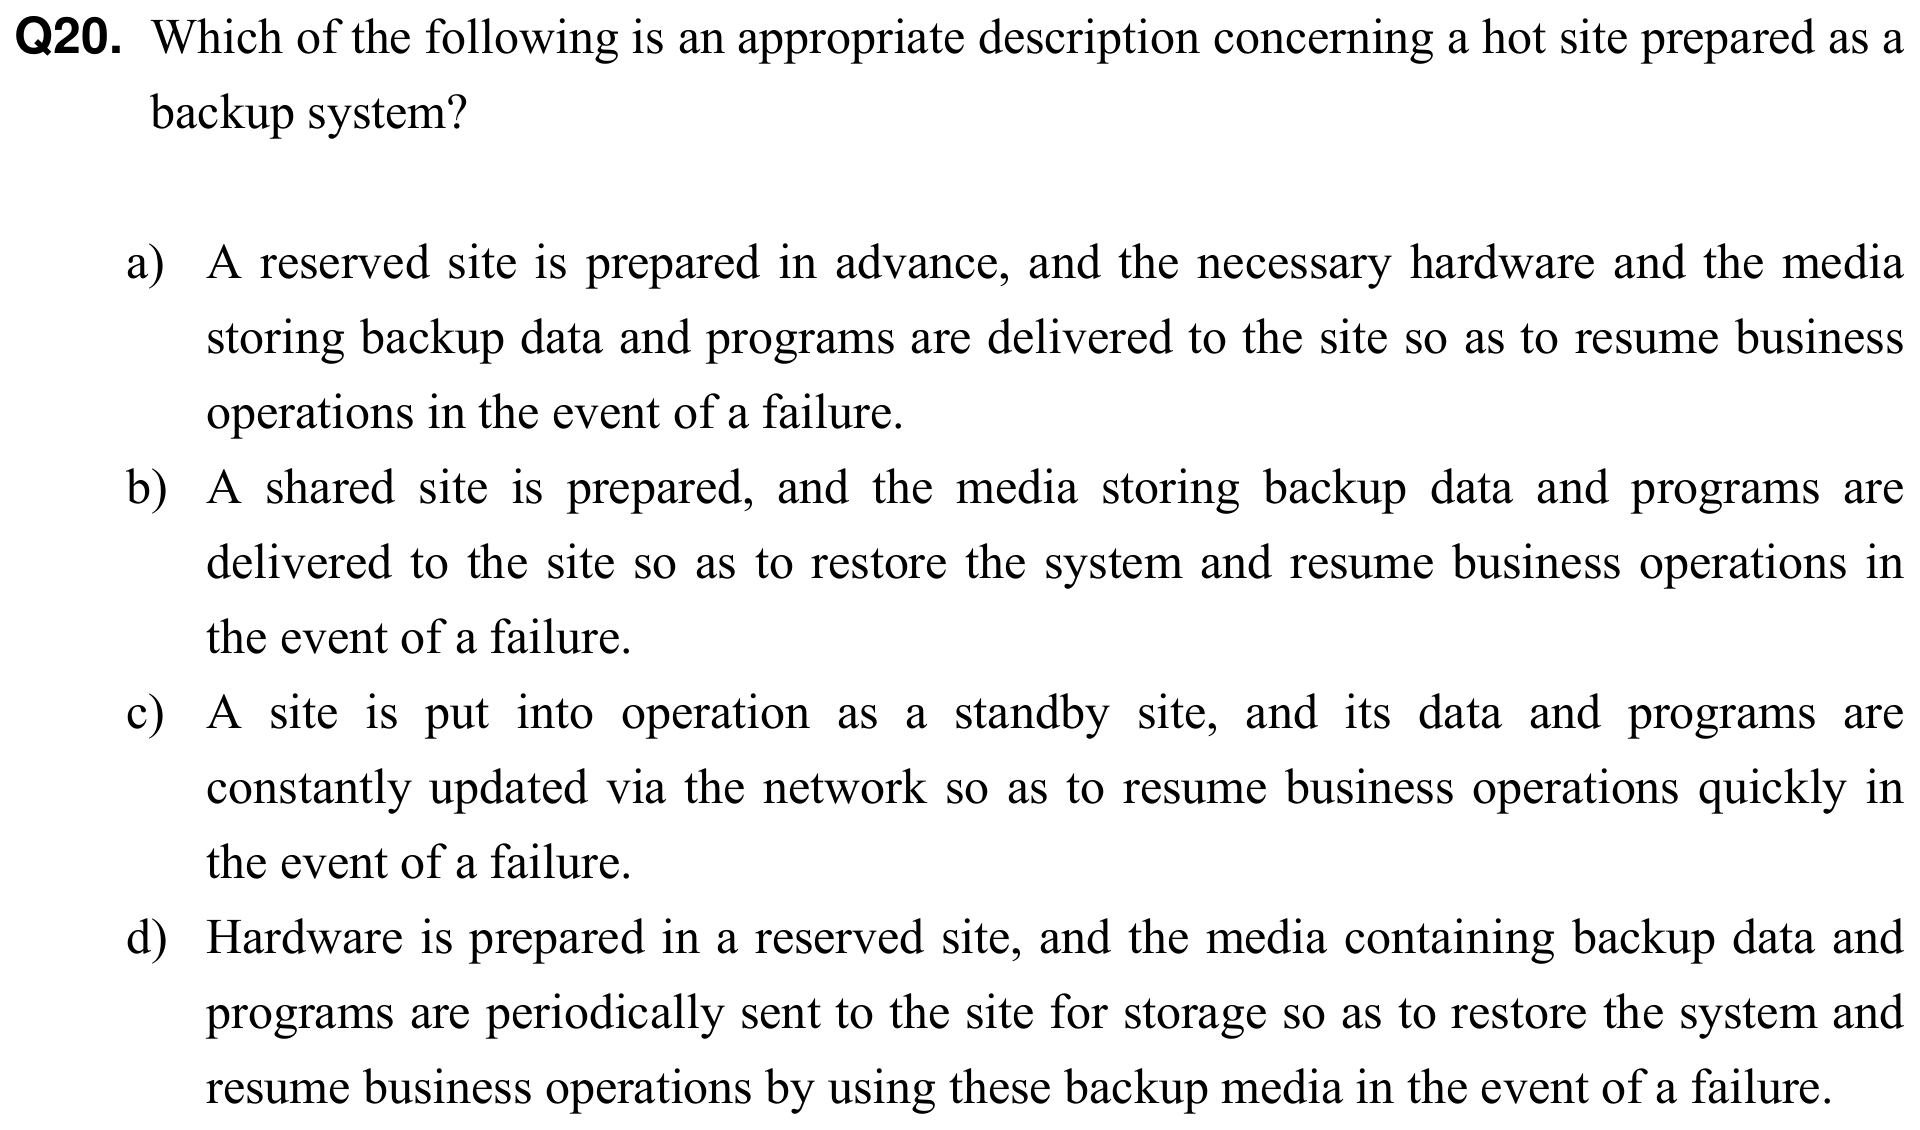 Q20. Which of the following is an appropriate description concerning a hot site prepared as a
backup system?
a) A reserved site is prepared in advance, and the necessary hardware and the media
storing backup data and programs are delivered to the site so as to resume business
operations in the event of a failure.
b) A shared site is prepared, and the media storing backup data and programs are
delivered to the site so as to restore the system and resume business operations in
the event of a failure.
c) A site is put into operation as a standby site, and its data and programs are
constantly updated via the network so as to resume business operations quickly in
the event of a failure.
d) Hardware is prepared in a reserved site, and the media containing backup data and
programs are periodically sent to the site for storage so as to restore the system and
resume business operations by using these backup media in the event of a failure.